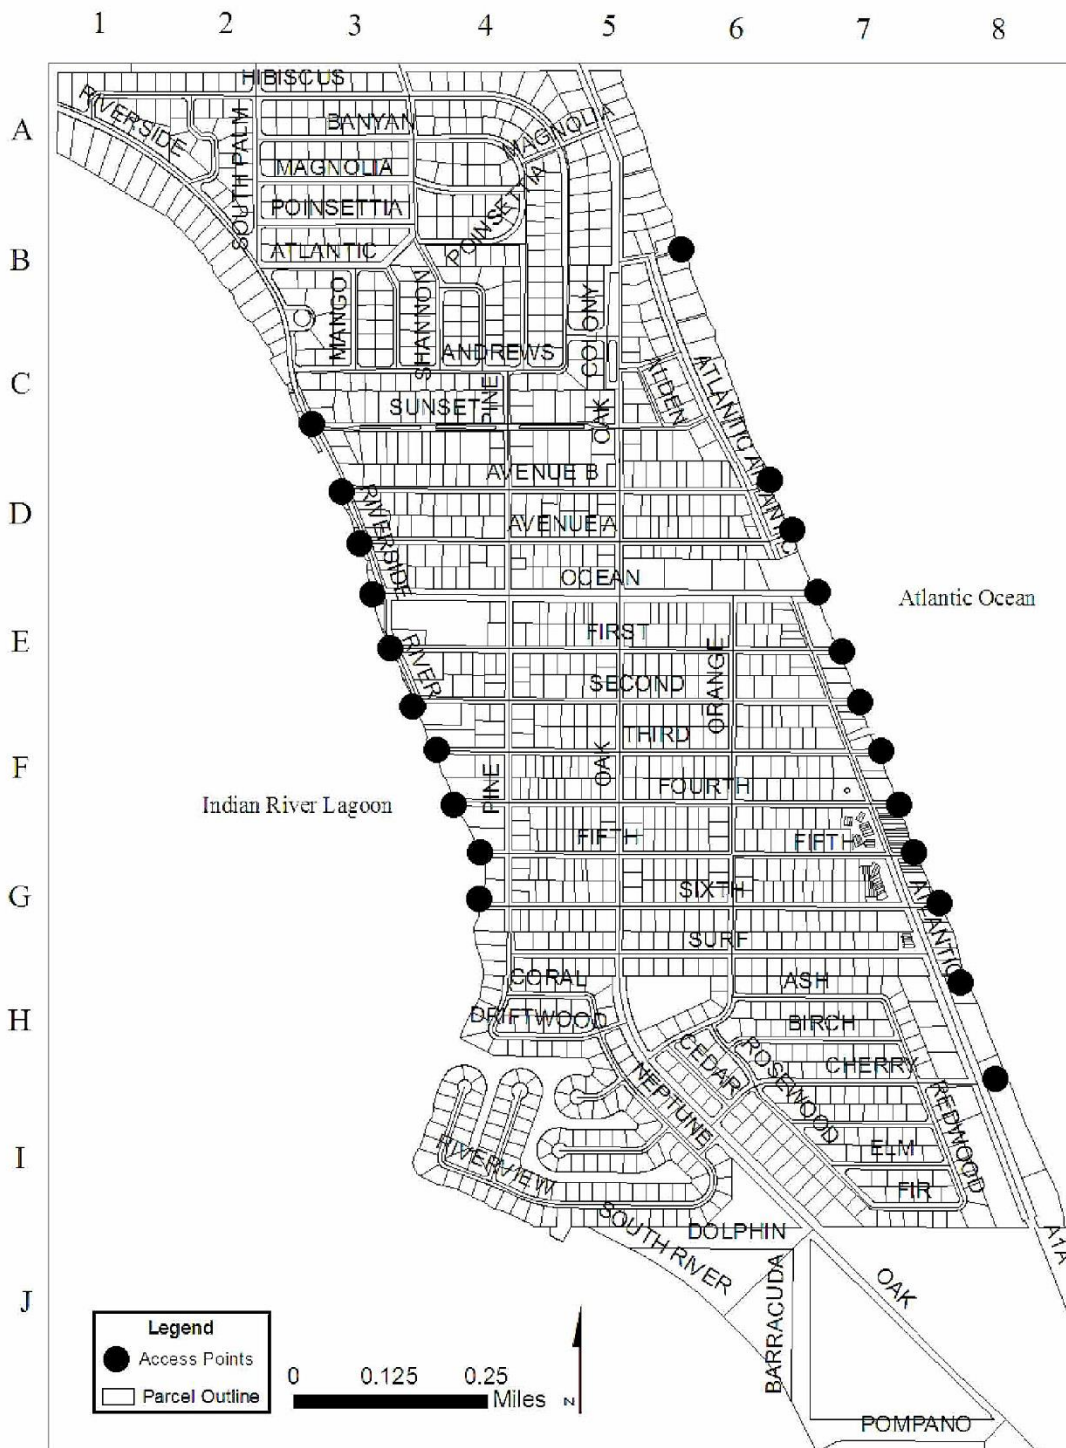 1 2 3 4 5 6 7 8
HIBISCUS
RIVERSIDE
A
SOUTH PALM
BANYAN
MAGNOLIA
MAGNOLIA
POINSETTIA
POINSETTIA
B
ATLANTIC
MANGO
SHANNON
COLONY
ANDREWS
C
PINE
SUNSET
OAK
ALDEN
ATLANTIC
AVENUE B
ATLANTIC
D
RIVERSIDE
AVENUE A
OCEAN
Atlantic Ocean
E
FIRST
RIVER
SECOND
ORANGE
THIRD
F
PINE
OAK
FOURTH
Indian River Lagoon
FIFTH
FIFTH
G
SIXTH
ATLANTIC
SURF
CORAL
ASH
H
DRIFTWOOD
BIRCH
CEDAR
ROSEWOOD
CHERRY
NEPTUNE
REDWOOD
I
RIVERVIEW
ELM
FIR
SOUTH RIVER
DOLPHIN
A1A
J
BARRACUDA
OAK
Legend
Access Points
Parcel Outline
0 0.125 0.25
Miles
N
POMPANO